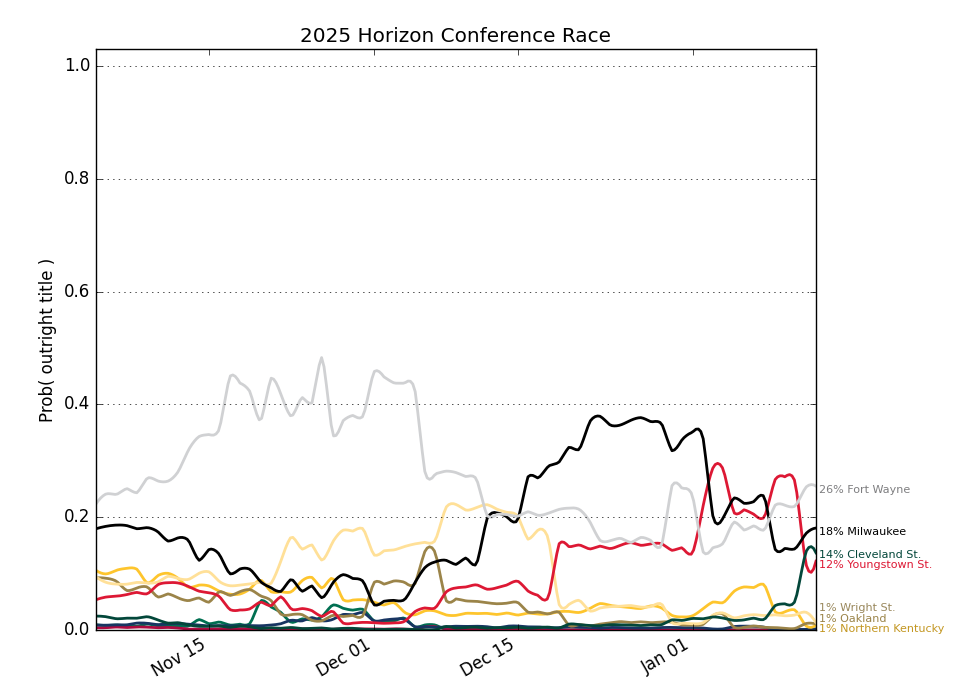 2025 Horizon Conference Race
Prob( outright title )
1.0
0.8
0.6
0.4
0.2
0.0
Nov 15
Dec 01
Dec 15
Jan 01
26% Fort Wayne
18% Milwaukee
14% Cleveland St.
12% Youngstown St.
1% Wright St.
1% Oakland
1% Northern Kentucky